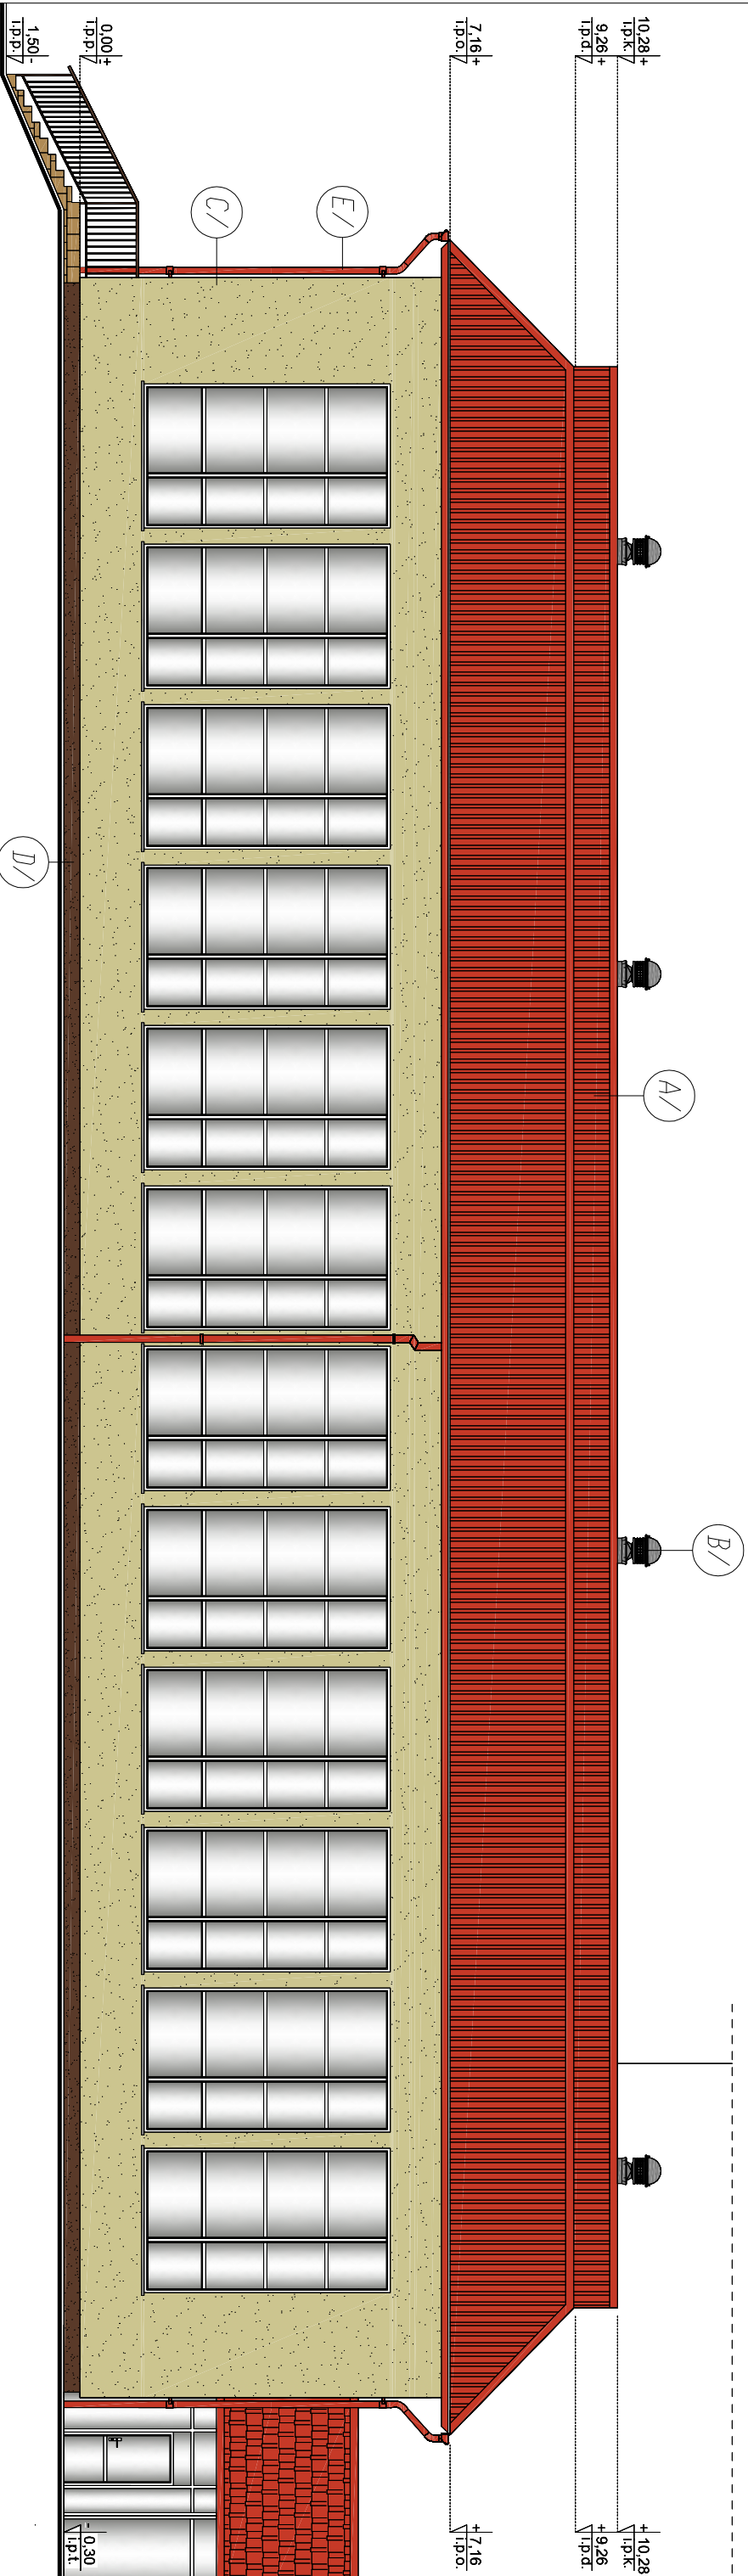 10,28+
i.p.k.
9,26+
i.p.d.
7,16+
i.p.o.
0,00±
i.p.p.
1,50-
i.p.p.
E/
C/
D/
A/
B/
+10,28
i.p.k.
+9,26
i.p.d.
+7,16
i.p.o.
-0,30
i.p.t.